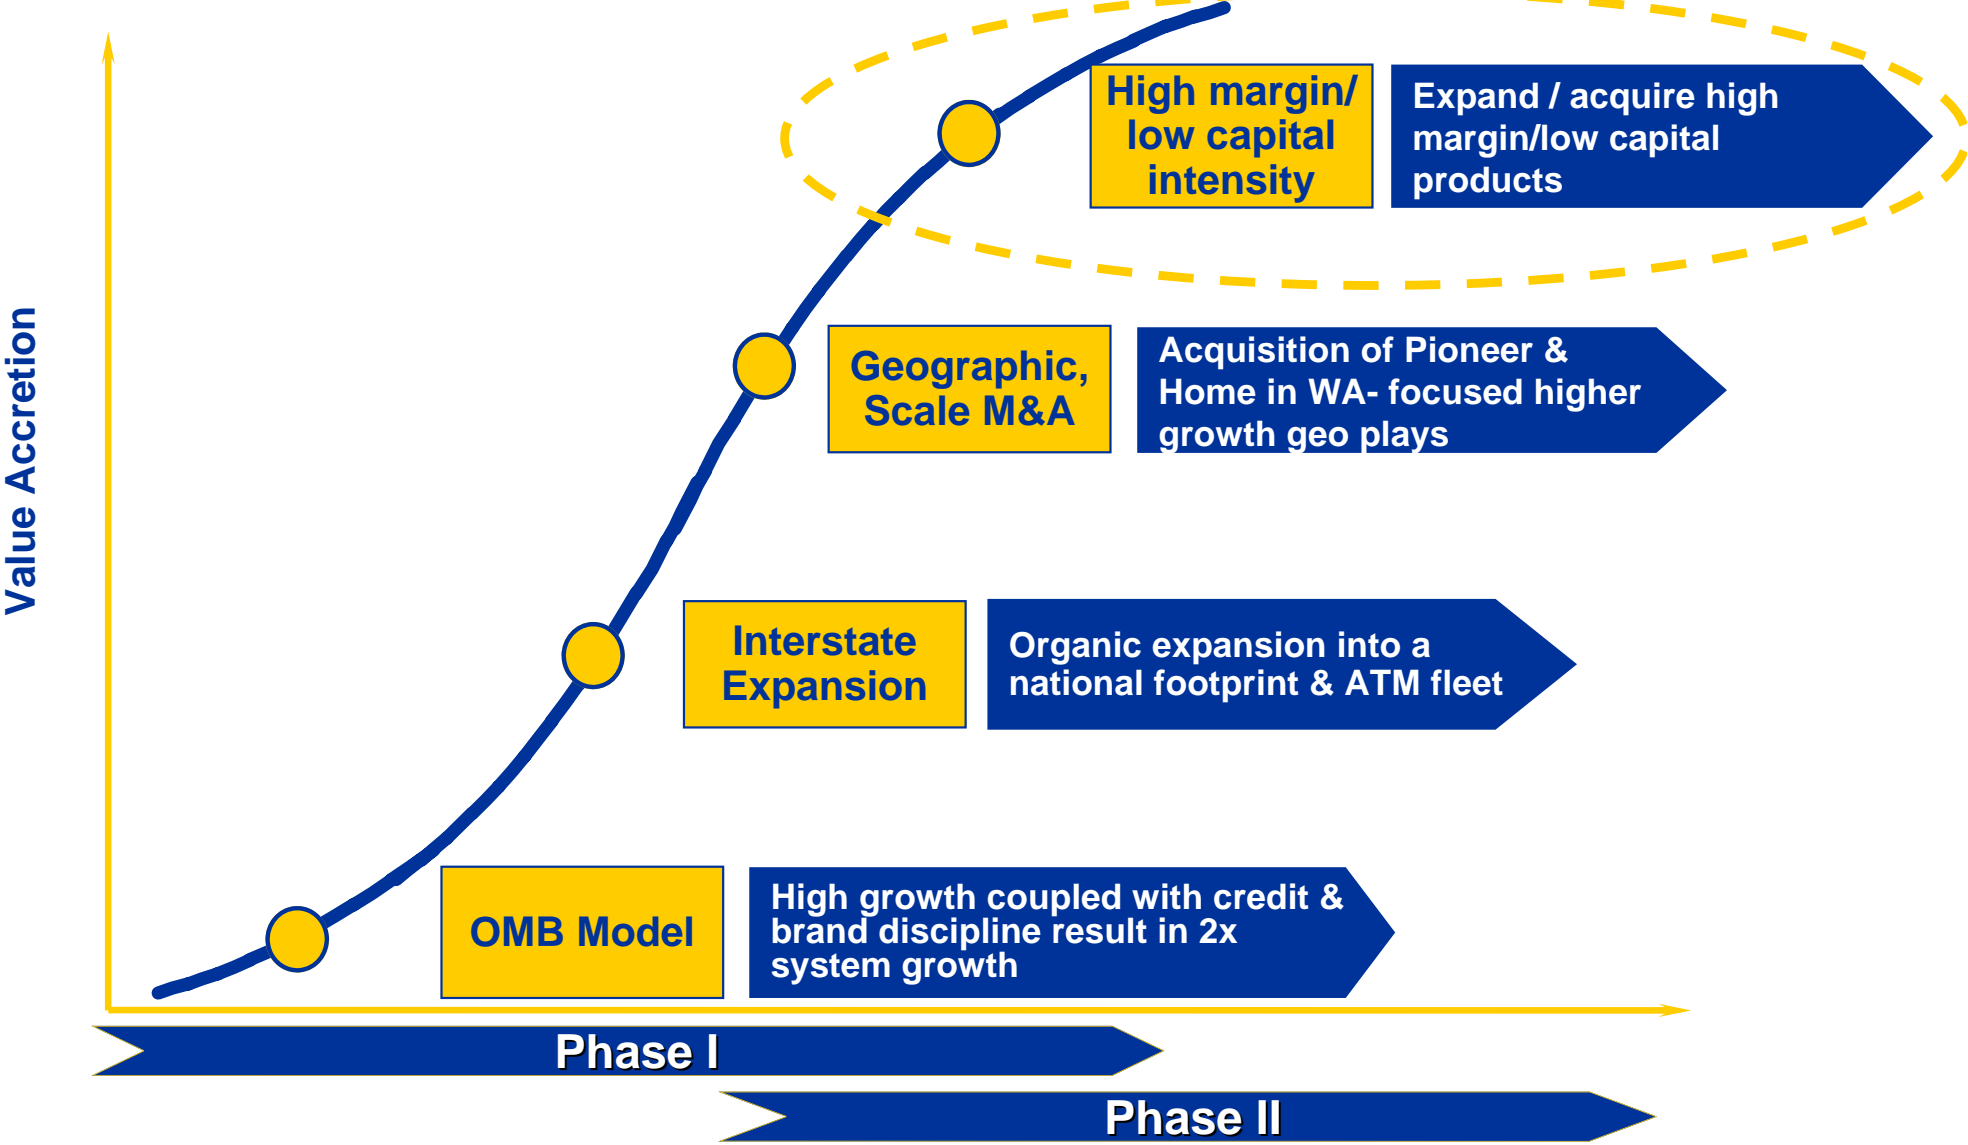 High margin/
low capital
intensity
Expand / acquire high
margin/low capital
products
Value Accretion
Geographic,
Scale M&A
Acquisition of Pioneer &
Home in WA- focused higher
growth geo plays
Interstate
Expansion
Organic expansion into a
national footprint & ATM fleet
OMB Model
High growth coupled with credit &
brand discipline result in 2x
system growth
Phase I
Phase II